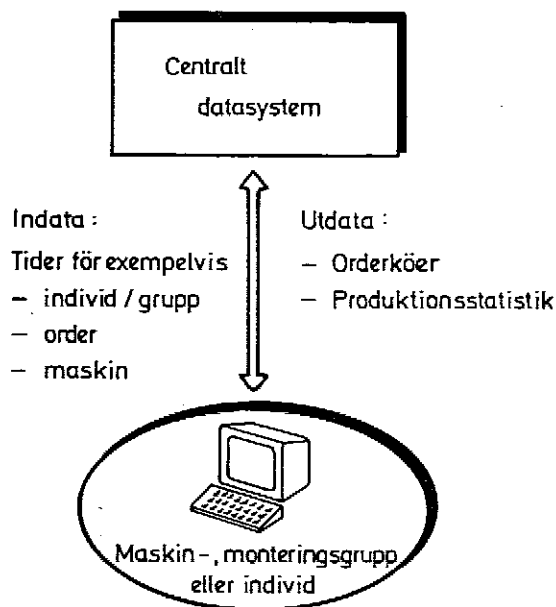 Centralt
datasystem
Indata :
Tider för exempelvis
– individ / grupp
– order
– maskin
Utdata :
– Orderköer
– Produktionsstatistik
Maskin-, monteringsgrupp
eller individ